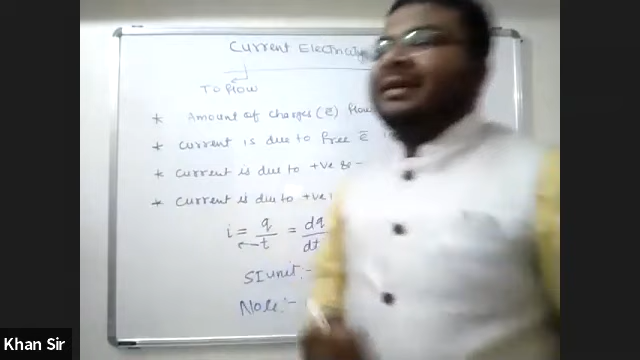 Current Electricity
To flow
* Amount of charges (ē) flow
* Current is due to free ē i
* Current is due to +ve & -
* Current is due to +ve i
i = q/t = dq/dt
SI unit:-
Note:-
Khan Sir